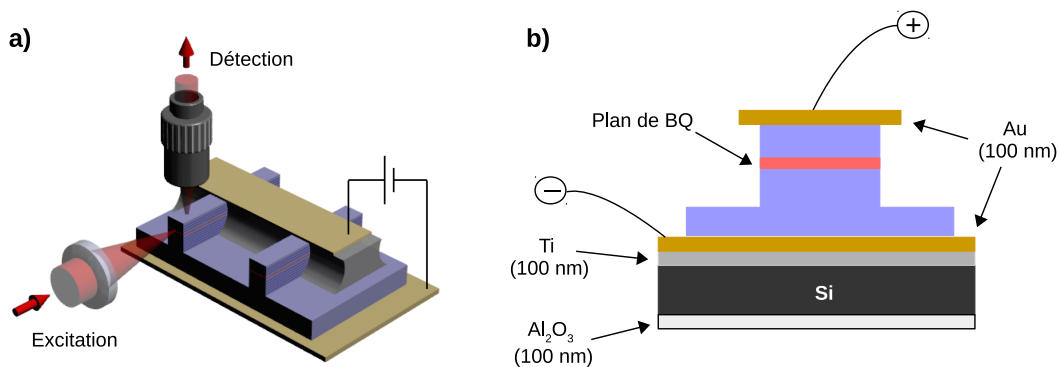 a)
Détection
Excitation
b)
+
Plan de BQ
Au
(100 nm)
−
Ti
(100 nm)
Si
Al₂O₃
(100 nm)